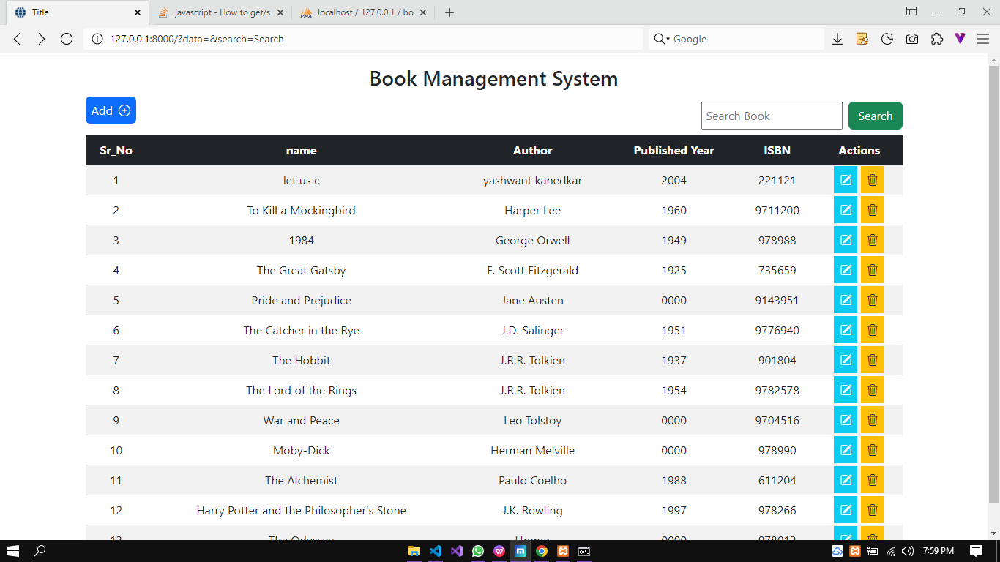 Title
javascript - How to get/s
PMA
localhost / 127.0.0.1 / bo
127.0.0.1:8000/?data=&search=Search
Google
Book Management System
Add
Search Book
Search
Sr_No name Author Published Year ISBN Actions
1 let us c yashwant kanedkar 2004 221121
2 To Kill a Mockingbird Harper Lee 1960 9711200
3 1984 George Orwell 1949 978988
4 The Great Gatsby F. Scott Fitzgerald 1925 735659
5 Pride and Prejudice Jane Austen 0000 9143951
6 The Catcher in the Rye J.D. Salinger 1951 9776940
7 The Hobbit J.R.R. Tolkien 1937 901804
8 The Lord of the Rings J.R.R. Tolkien 1954 9782578
9 War and Peace Leo Tolstoy 0000 9704516
10 Moby-Dick Herman Melville 0000 978990
11 The Alchemist Paulo Coelho 1988 611204
12 Harry Potter and the Philosopher's Stone J.K. Rowling 1997 978266
13 The Odyssey Homer 0000 978012
7:59 PM